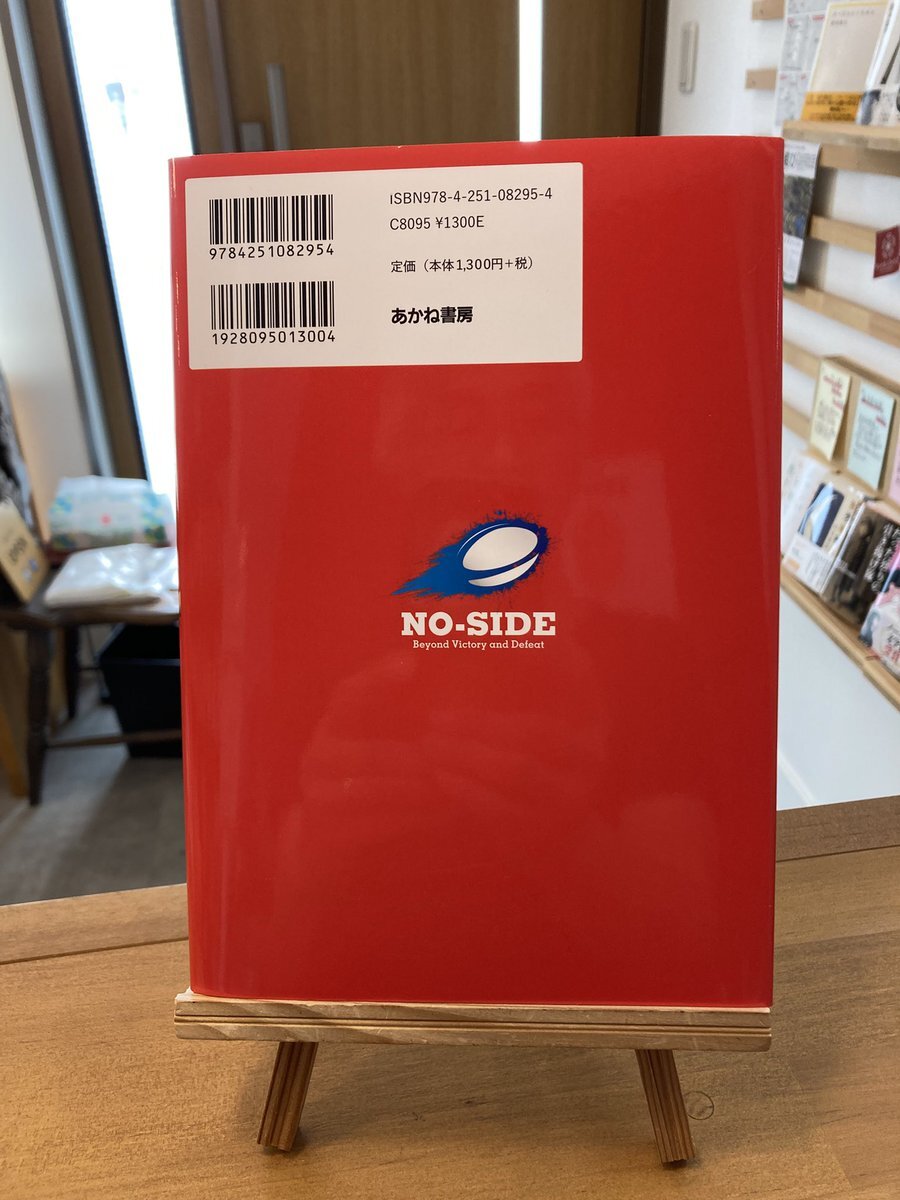 9784251082954
1928095013004
ISBN978-4-251-08295-4
C8095 ¥1300E
定価（本体1,300円＋税）
あかね書房
NO-SIDE
Beyond Victory and Defeat